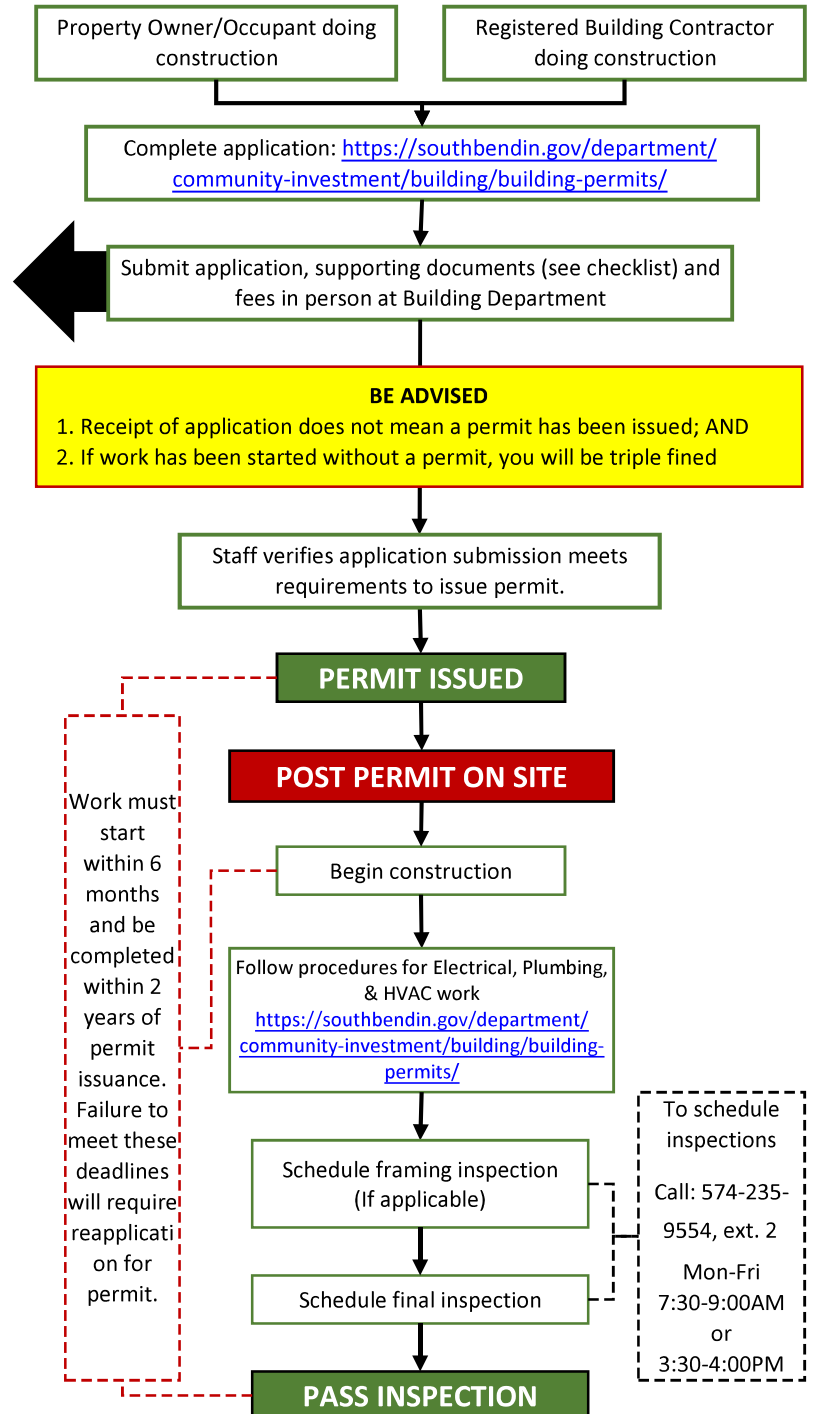 Property Owner/Occupant doing
construction
Registered Building Contractor
doing construction
Complete application: https://southbendin.gov/department/
community-investment/building/building-permits/
Submit application, supporting documents (see checklist) and
fees in person at Building Department
BE ADVISED
1. Receipt of application does not mean a permit has been issued; AND
2. If work has been started without a permit, you will be triple fined
Staff verifies application submission meets
requirements to issue permit.
PERMIT ISSUED
POST PERMIT ON SITE
Work must
start
within 6
months
and be
completed
within 2
years of
permit
issuance.
Failure to
meet these
deadlines
will require
reapplicati
on for
permit.
Begin construction
Follow procedures for Electrical, Plumbing,
& HVAC work
https://southbendin.gov/department/
community-investment/building/building-
permits/
Schedule framing inspection
(If applicable)
To schedule
inspections
Call: 574-235-
9554, ext. 2
Mon-Fri
7:30-9:00AM
or
3:30-4:00PM
Schedule final inspection
PASS INSPECTION